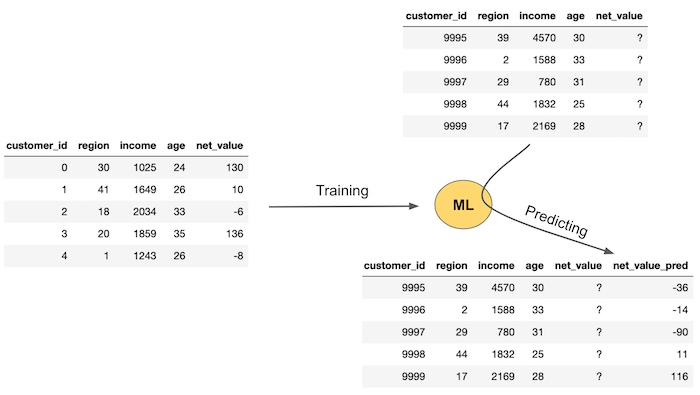 customer_id region income age net_value
9995 39 4570 30 ?
9996 2 1588 33 ?
9997 29 780 31 ?
9998 44 1832 25 ?
9999 17 2169 28 ?
customer_id region income age net_value
0 30 1025 24 130
1 41 1649 26 10
2 18 2034 33 -6
3 20 1859 35 136
4 1 1243 26 -8
Training
ML
Predicting
customer_id region income age net_value net_value_pred
9995 39 4570 30 ? -36
9996 2 1588 33 ? -14
9997 29 780 31 ? -90
9998 44 1832 25 ? 11
9999 17 2169 28 ? 116